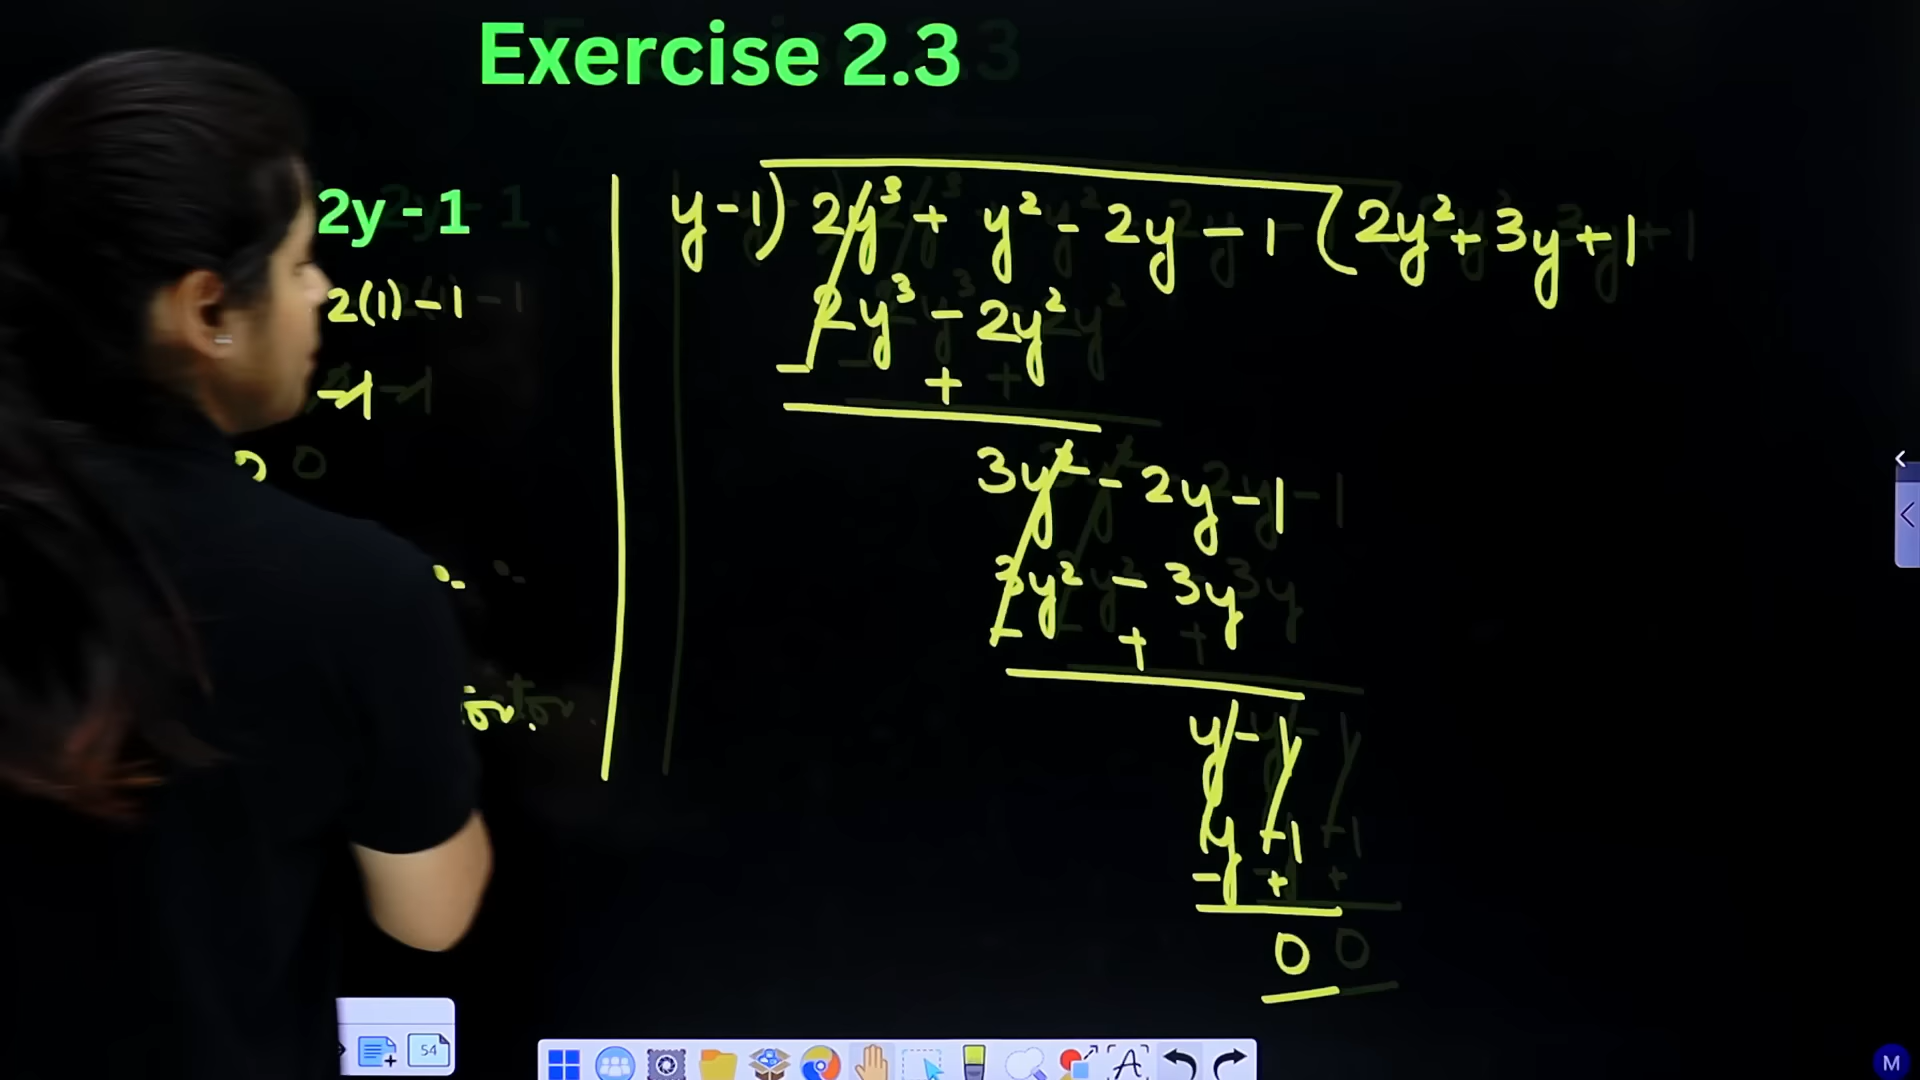 Exercise 2.3
2y - 1
2(1) - 1
-1
0
y - 1) 2y³ + y² - 2y - 1 ( 2y² + 3y + 1
2y³ - 2y²
- +
3y² - 2y - 1
3y² - 3y
- +
y - 1
y - 1
- +
0
54
A
M